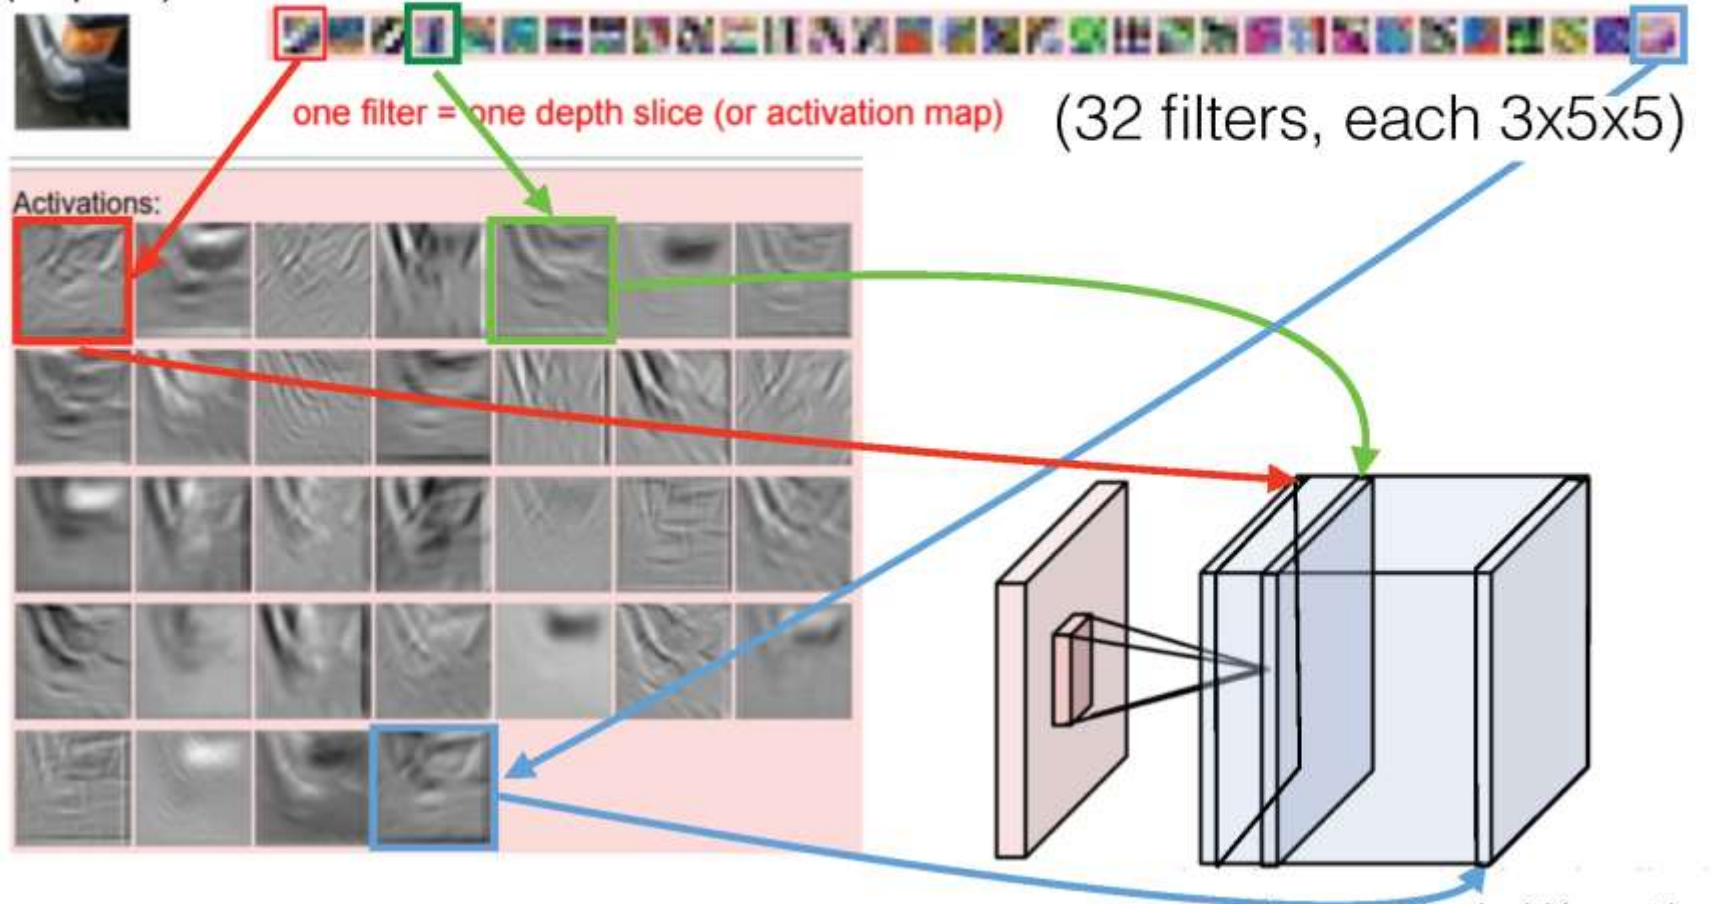 one filter = one depth slice (or activation map)
(32 filters, each 3x5x5)
Activations: